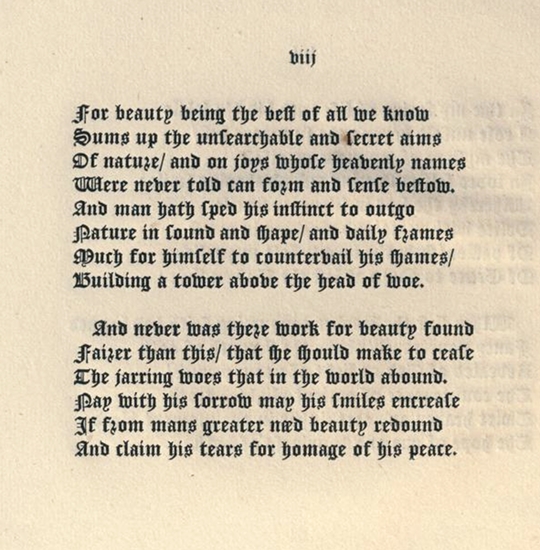 viij
For beauty being the beſt of all we know
Sums up the unſearchable and ſecret aims
Of nature/ and on joys whoſe heavenly names
Were never told can form and ſenſe beſtow.
And man hath ſped his inſtinct to outgo
Nature in ſound and ſhape/ and daily frames
Much for himſelf to countervail his ſhames/
Building a tower above the head of woe.
And never was there work for beauty found
Fairer than this/ that ſhe ſhould make to ceaſe
The jarring woes that in the world abound.
Nay with his ſorrow may his ſmiles encreaſe
If from mans greater need beauty redound
And claim his tears for homage of his peace.